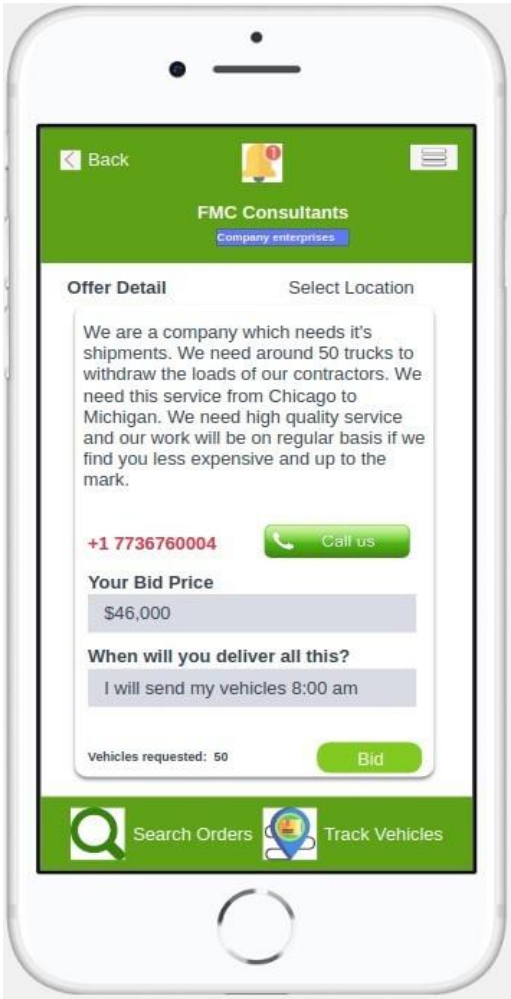 Back
1
FMC Consultants
Company enterprises
Offer Detail
Select Location
We are a company which needs it's
shipments. We need around 50 trucks to
withdraw the loads of our contractors. We
need this service from Chicago to
Michigan. We need high quality service
and our work will be on regular basis if we
find you less expensive and up to the
mark.
+1 7736760004
Call us
Your Bid Price
$46,000
When will you deliver all this?
I will send my vehicles 8:00 am
Vehicles requested: 50
Bid
Search Orders
Track Vehicles